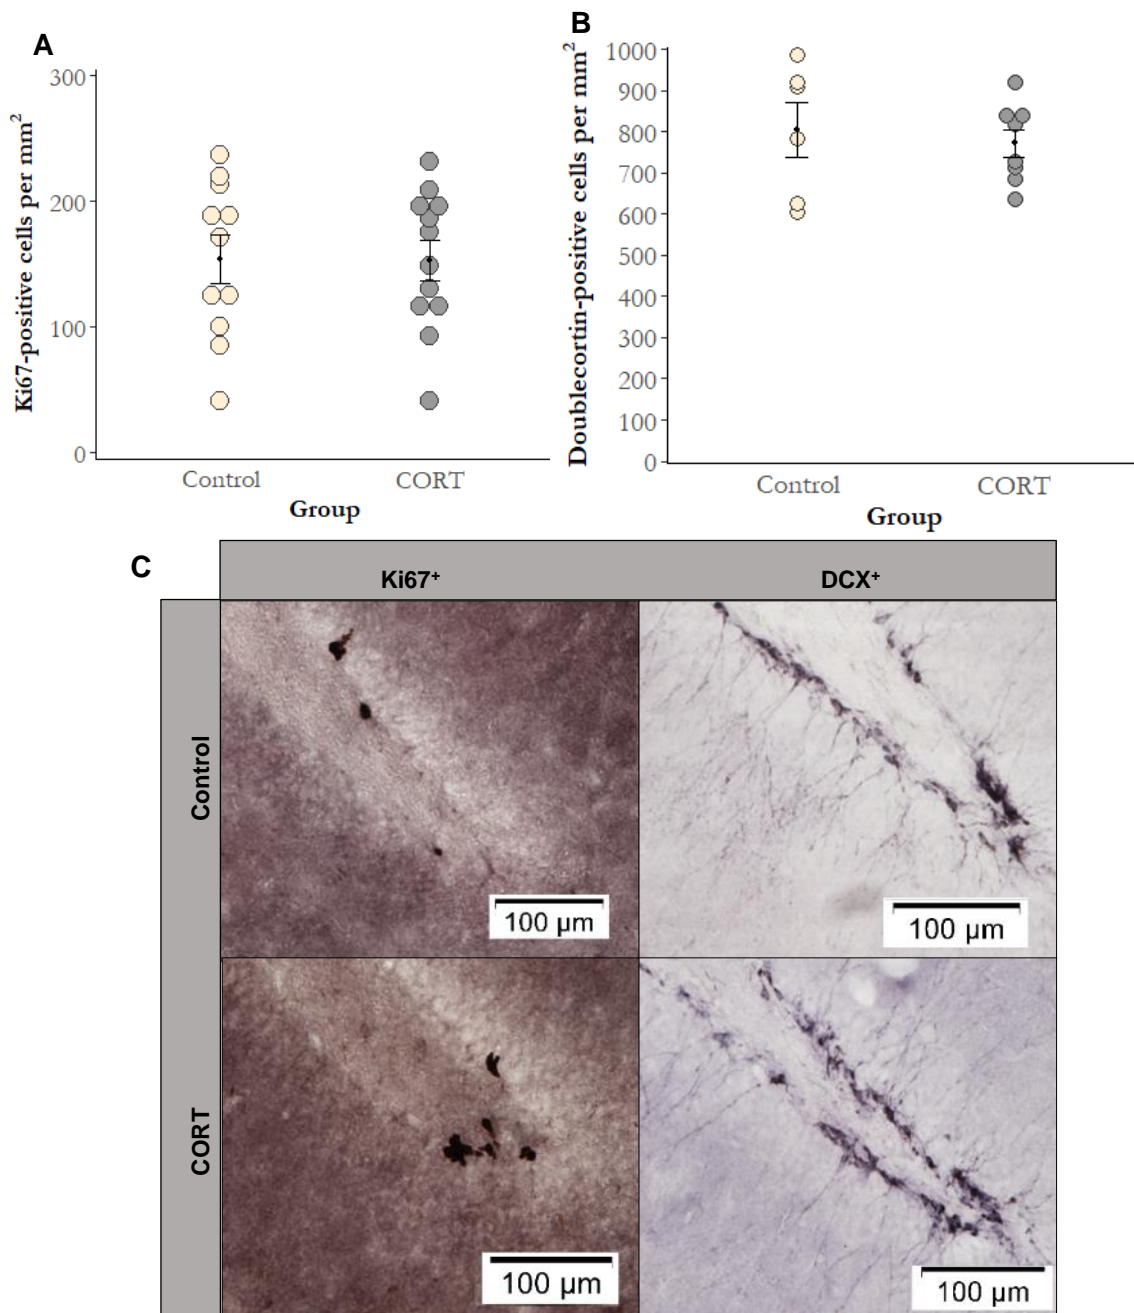 A
Ki67-positive cells per mm²
300
200
100
0
Control
CORT
Group
B
Doublecortin-positive cells per mm²
1000
900
800
700
600
500
400
300
200
100
0
Control
CORT
Group
C
Ki67⁺
DCX⁺
Control
100 µm
100 µm
CORT
100 µm
100 µm